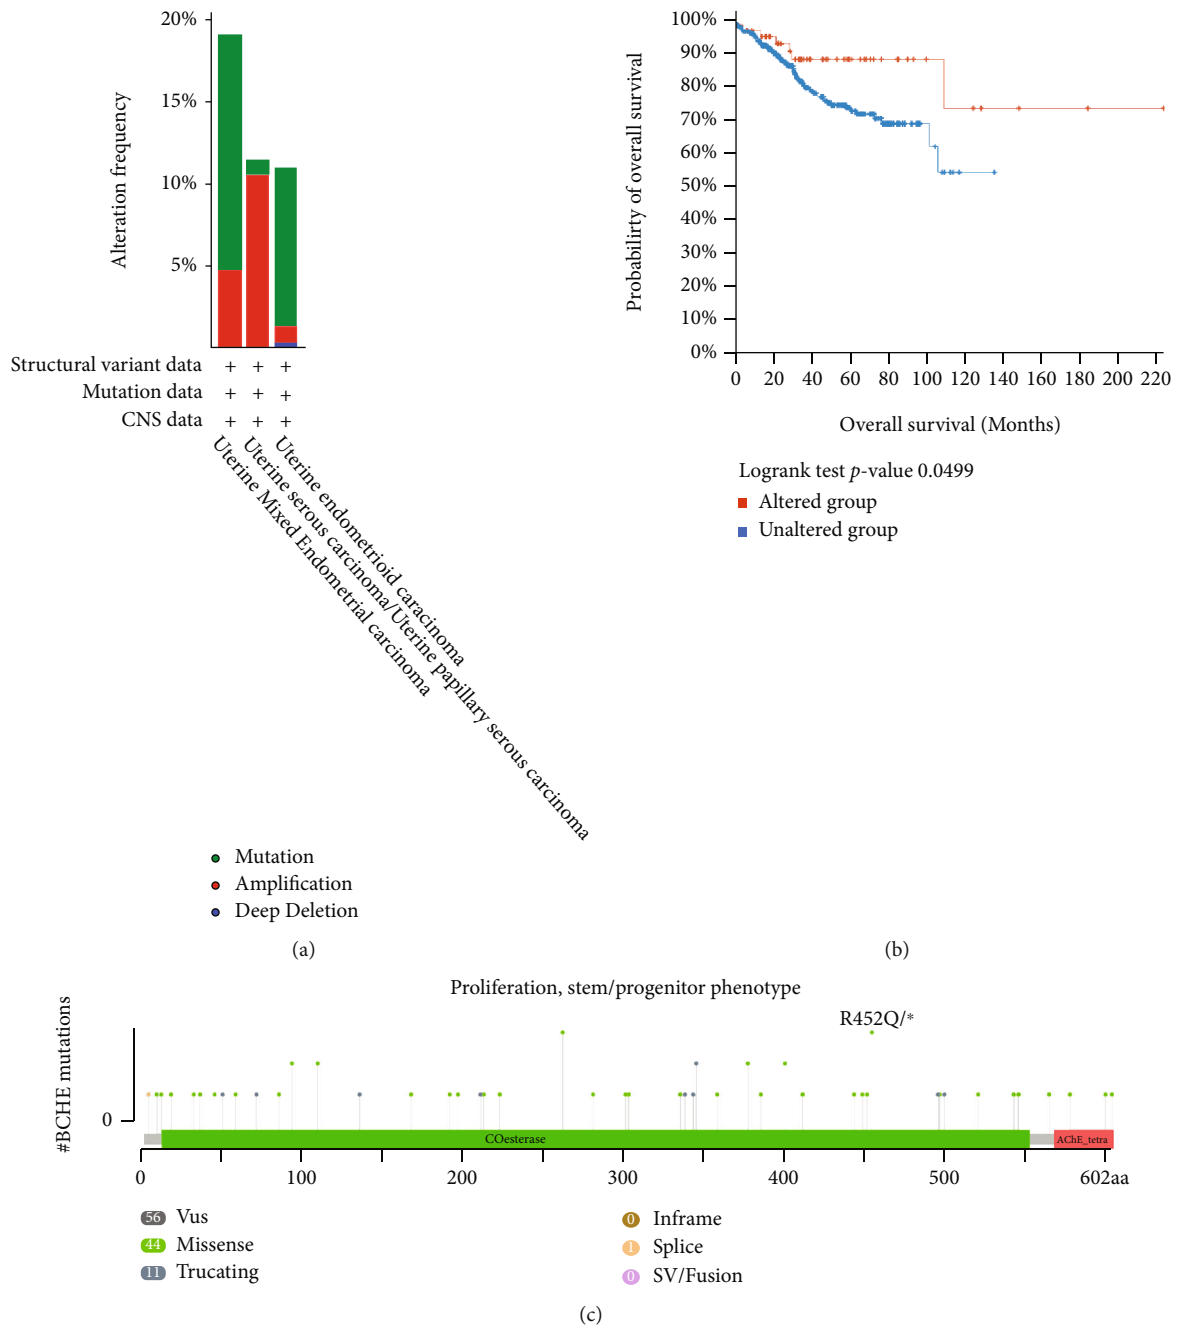 20%
15%
10%
5%
Alteration frequency
Structural variant data + + +
Mutation data + + +
CNS data + + +
Uterine Mixed Endometrial carcinoma
Uterine serous carcinoma/Uterine papillary serous carcinoma
Uterine endometrioid caracinoma
Mutation
Amplification
Deep Deletion
(a)
100%
90%
80%
70%
60%
50%
40%
30%
20%
10%
0%
Probabilirty of overall survival
0 20 40 60 80 100 120 140 160 180 200 220
Overall survival (Months)
Logrank test p-value 0.0499
Altered group
Unaltered group
(b)
Proliferation, stem/progenitor phenotype
R452Q/*
#BCHE mutations
0
COesterase
AChE_tetra
0 100 200 300 400 500 602aa
56 Vus
44 Missense
11 Trucating
0 Inframe
1 Splice
0 SV/Fusion
(c)